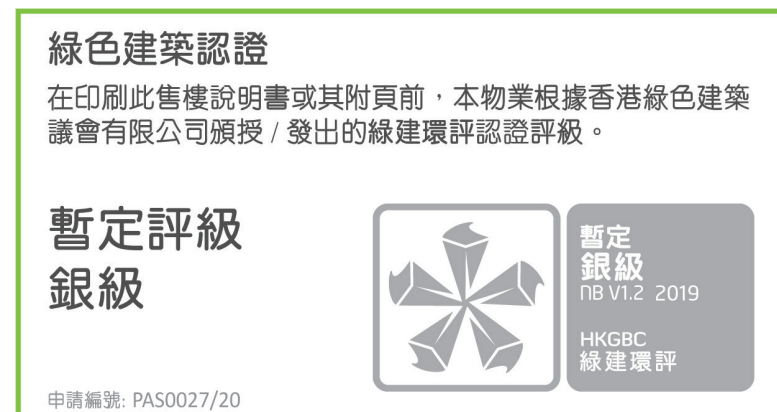 綠色建築認證
在印刷此售樓說明書或其附頁前，本物業根據香港綠色建築
議會有限公司頒授 / 發出的綠建環評認證評級。
暫定評級
銀級
暫定
銀級
NB V1.2 2019
HKGBC
綠建環評
申請編號: PAS0027/20